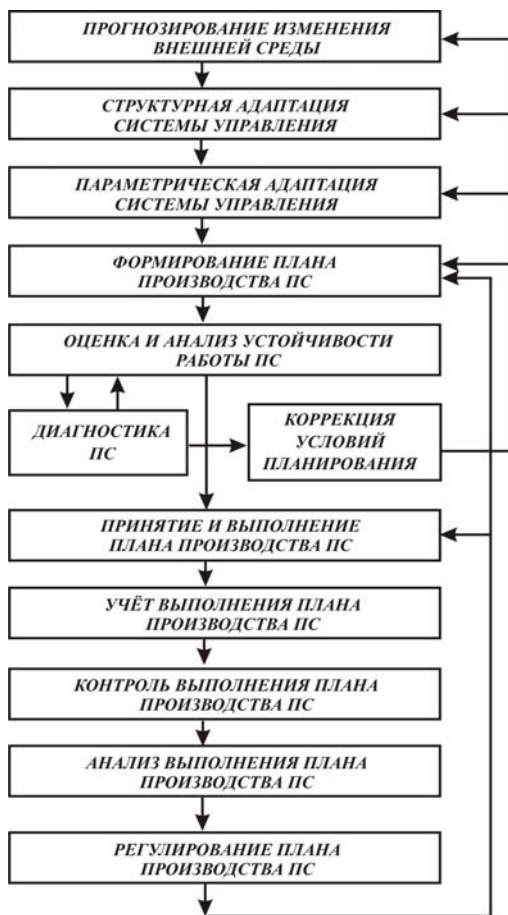 ПРОГНОЗИРОВАНИЕ ИЗМЕНЕНИЯ
ВНЕШНЕЙ СРЕДЫ
СТРУКТУРНАЯ АДАПТАЦИЯ
СИСТЕМЫ УПРАВЛЕНИЯ
ПАРАМЕТРИЧЕСКАЯ АДАПТАЦИЯ
СИСТЕМЫ УПРАВЛЕНИЯ
ФОРМИРОВАНИЕ ПЛАНА
ПРОИЗВОДСТВА ПС
ОЦЕНКА И АНАЛИЗ УСТОЙЧИВОСТИ
РАБОТЫ ПС
ДИАГНОСТИКА
ПС
КОРРЕКЦИЯ
УСЛОВИЙ
ПЛАНИРОВАНИЯ
ПРИНЯТИЕ И ВЫПОЛНЕНИЕ
ПЛАНА ПРОИЗВОДСТВА ПС
УЧЁТ ВЫПОЛНЕНИЯ ПЛАНА
ПРОИЗВОДСТВА ПС
КОНТРОЛЬ ВЫПОЛНЕНИЯ ПЛАНА
ПРОИЗВОДСТВА ПС
АНАЛИЗ ВЫПОЛНЕНИЯ ПЛАНА
ПРОИЗВОДСТВА ПС
РЕГУЛИРОВАНИЕ ПЛАНА
ПРОИЗВОДСТВА ПС